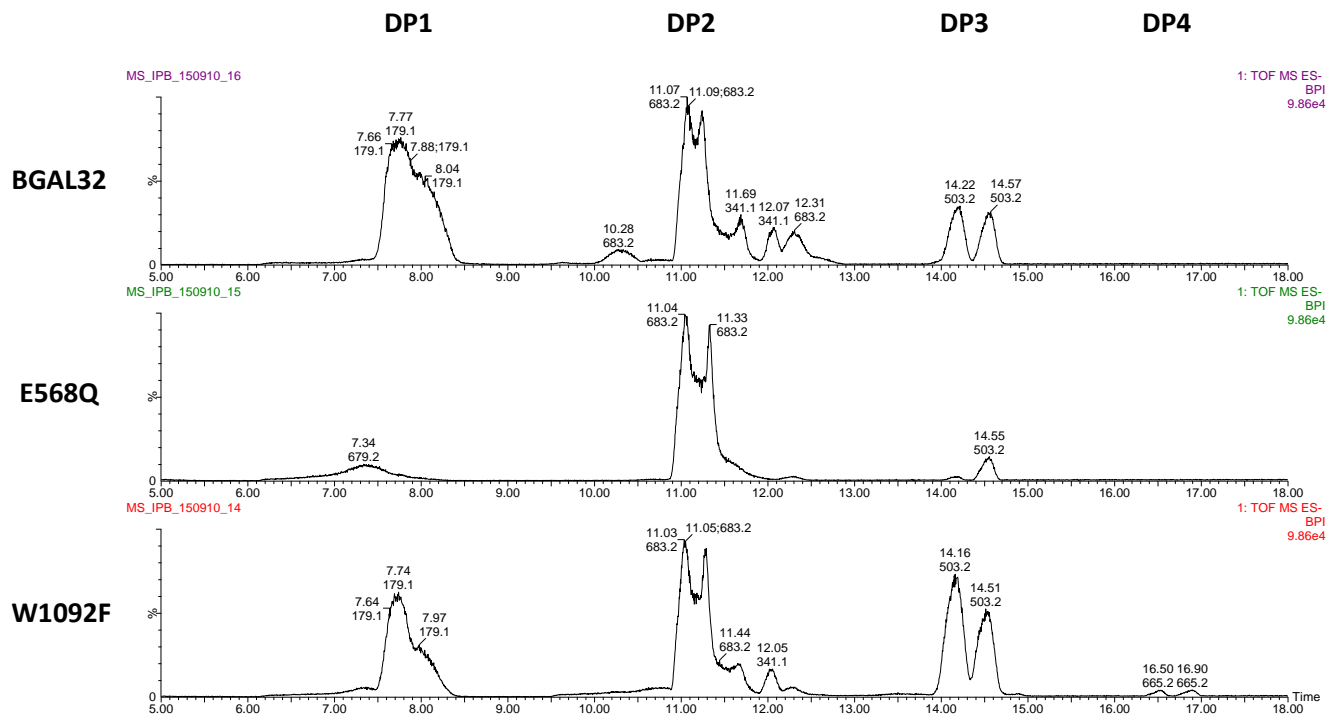 DP1 DP2 DP3 DP4
MS_IPB_150910_16
1: TOF MS ES-
BPI
9.86e4
BGAL32
%
0
7.66
179.1
7.77
179.1
7.88;179.1
8.04
179.1
10.28
683.2
11.07
683.2
11.09;683.2
11.69
341.1
12.07
341.1
12.31
683.2
14.22
503.2
14.57
503.2
5.00 6.00 7.00 8.00 9.00 10.00 11.00 12.00 13.00 14.00 15.00 16.00 17.00 18.00
MS_IPB_150910_15
1: TOF MS ES-
BPI
9.86e4
E568Q
%
0
7.34
679.2
11.04
683.2
11.33
683.2
14.55
503.2
5.00 6.00 7.00 8.00 9.00 10.00 11.00 12.00 13.00 14.00 15.00 16.00 17.00 18.00
MS_IPB_150910_14
1: TOF MS ES-
BPI
9.86e4
W1092F
%
0
7.64
179.1
7.74
179.1
7.97
179.1
11.03
683.2
11.05;683.2
11.44
683.2
12.05
341.1
14.16
503.2
14.51
503.2
16.50 16.90
665.2 665.2
Time
5.00 6.00 7.00 8.00 9.00 10.00 11.00 12.00 13.00 14.00 15.00 16.00 17.00 18.00